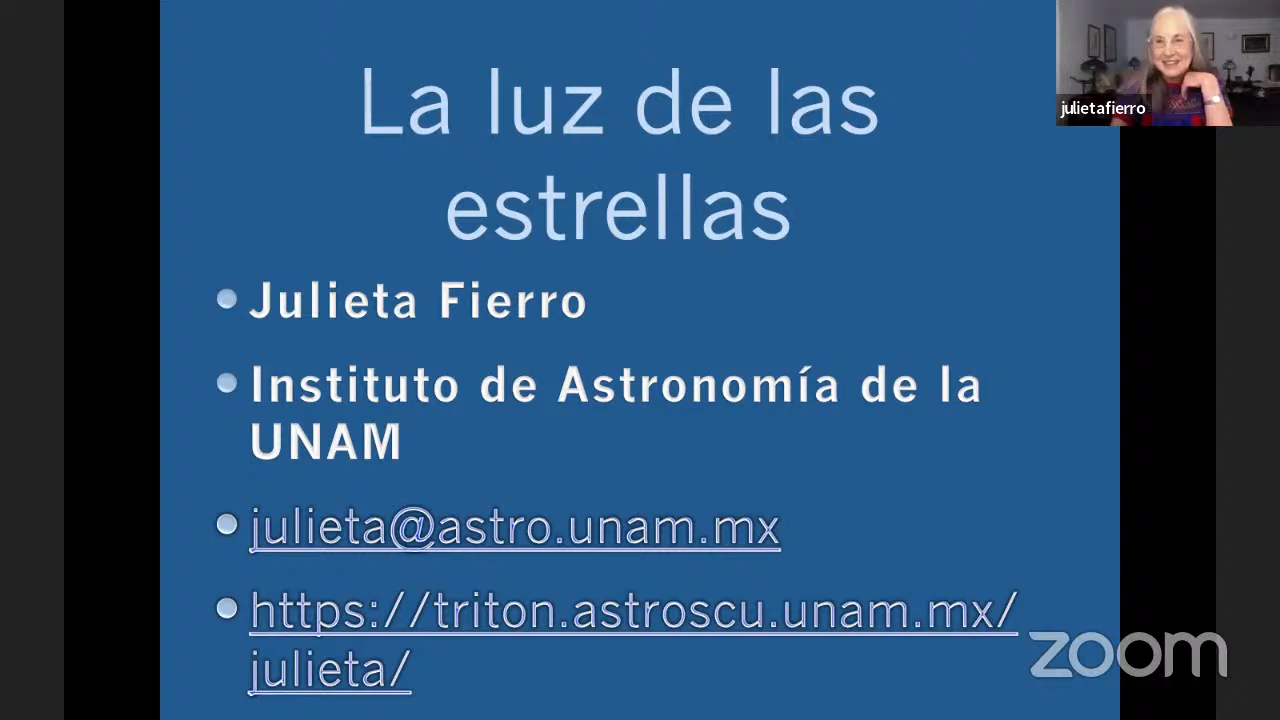 La luz de las
estrellas
julietafierro
Julieta Fierro
Instituto de Astronomía de la
UNAM
julieta@astro.unam.mx
https://triton.astroscu.unam.mx/
julieta/
zoom